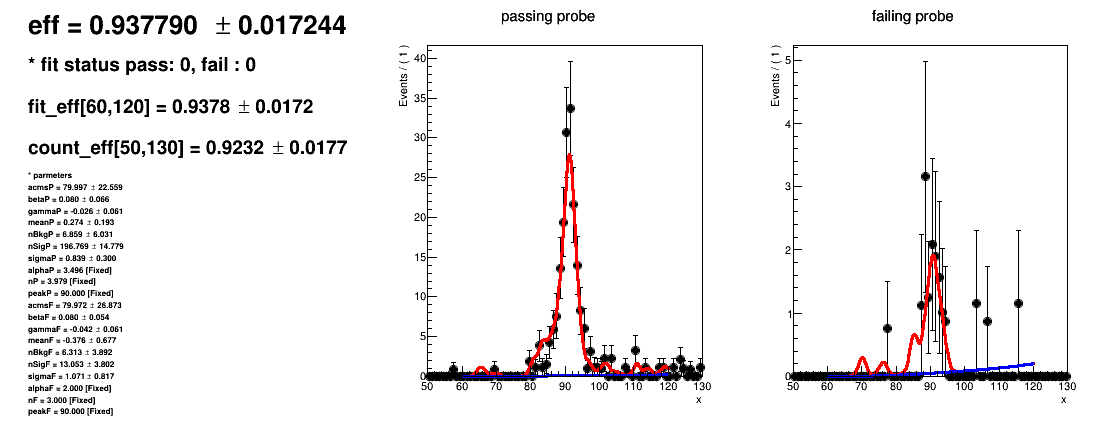 eff = 0.937790 ± 0.017244
* fit status pass: 0, fail : 0
fit_eff[60,120] = 0.9378 ± 0.0172
count_eff[50,130] = 0.9232 ± 0.0177
* parmeters
acmsP = 79.997 ± 22.559
betaP = 0.080 ± 0.066
gammaP = -0.026 ± 0.061
meanP = 0.274 ± 0.193
nBkgP = 6.859 ± 6.031
nSigP = 196.769 ± 14.779
sigmaP = 0.839 ± 0.300
alphaP = 3.496 [Fixed]
nP = 3.979 [Fixed]
peakP = 90.000 [Fixed]
acmsF = 79.972 ± 26.873
betaF = 0.080 ± 0.054
gammaF = -0.042 ± 0.061
meanF = -0.376 ± 0.677
nBkgF = 6.313 ± 3.892
nSigF = 13.053 ± 3.802
sigmaF = 1.071 ± 0.817
alphaF = 2.000 [Fixed]
nF = 3.000 [Fixed]
peakF = 90.000 [Fixed]
passing probe
Events / ( 1 )
40
35
30
25
20
15
10
5
0
50 60 70 80 90 100 110 120 130
x
failing probe
Events / ( 1 )
5
4
3
2
1
0
50 60 70 80 90 100 110 120 130
x